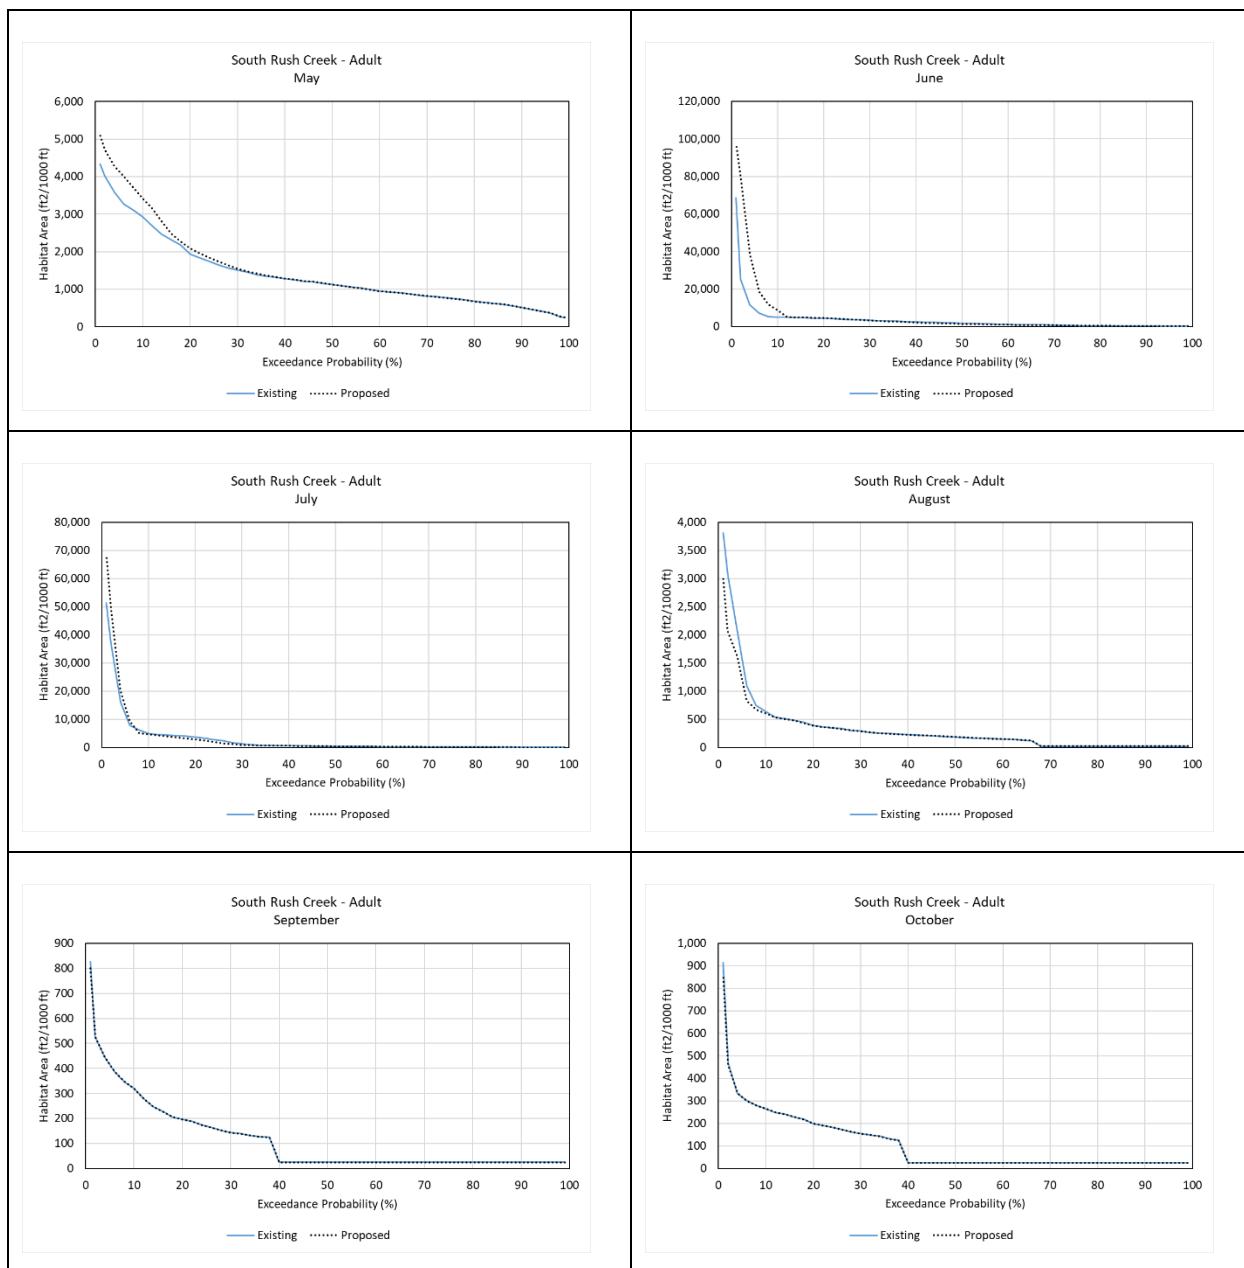 South Rush Creek - Adult
May
6,000
5,000
4,000
3,000
2,000
1,000
0
Habitat Area (ft2/1000 ft)
0 10 20 30 40 50 60 70 80 90 100
Exceedance Probability (%)
Existing Proposed
South Rush Creek - Adult
June
120,000
100,000
80,000
60,000
40,000
20,000
0
Habitat Area (ft2/1000 ft)
0 10 20 30 40 50 60 70 80 90 100
Exceedance Probability (%)
Existing Proposed
South Rush Creek - Adult
July
80,000
70,000
60,000
50,000
40,000
30,000
20,000
10,000
0
Habitat Area (ft2/1000 ft)
0 10 20 30 40 50 60 70 80 90 100
Exceedance Probability (%)
Existing Proposed
South Rush Creek - Adult
August
4,000
3,500
3,000
2,500
2,000
1,500
1,000
500
0
Habitat Area (ft2/1000 ft)
0 10 20 30 40 50 60 70 80 90 100
Exceedance Probability (%)
Existing Proposed
South Rush Creek - Adult
September
900
800
700
600
500
400
300
200
100
0
Habitat Area (ft2/1000 ft)
0 10 20 30 40 50 60 70 80 90 100
Exceedance Probability (%)
Existing Proposed
South Rush Creek - Adult
October
1,000
900
800
700
600
500
400
300
200
100
0
Habitat Area (ft2/1000 ft)
0 10 20 30 40 50 60 70 80 90 100
Exceedance Probability (%)
Existing Proposed